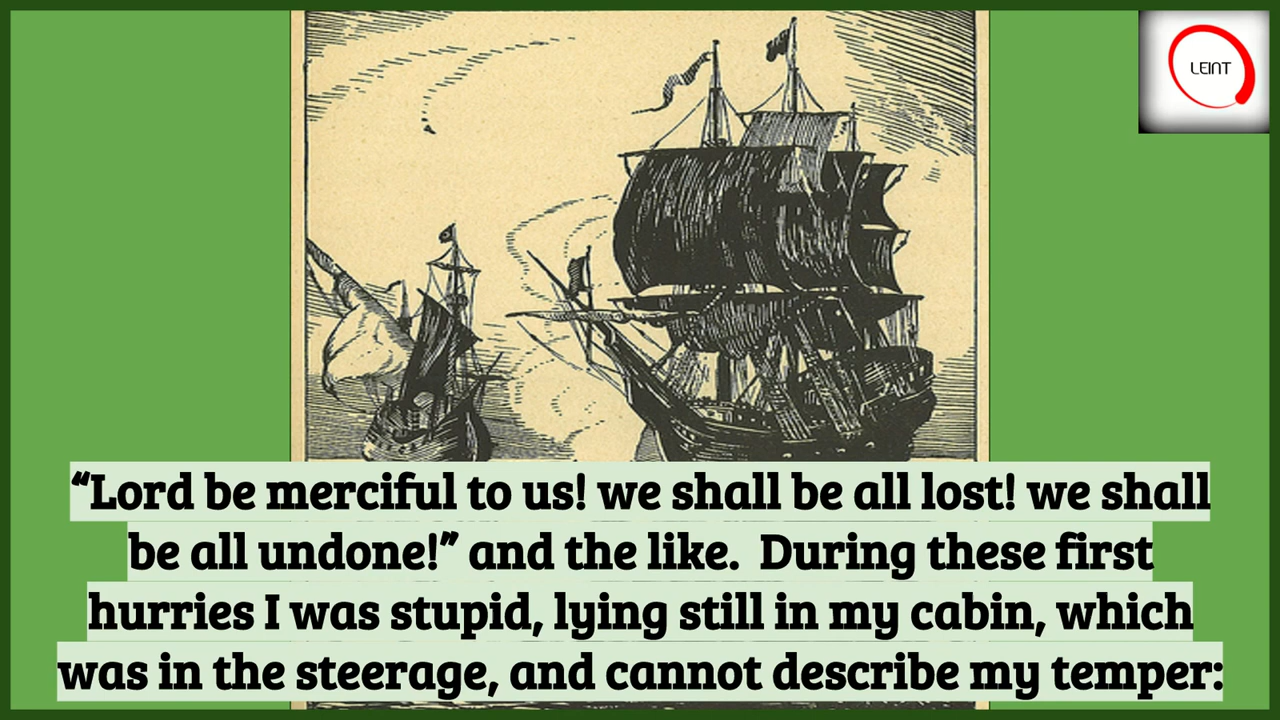 LEINT
“Lord be merciful to us! we shall be all lost! we shall
be all undone!” and the like.  During these first
hurries I was stupid, lying still in my cabin, which
was in the steerage, and cannot describe my temper: